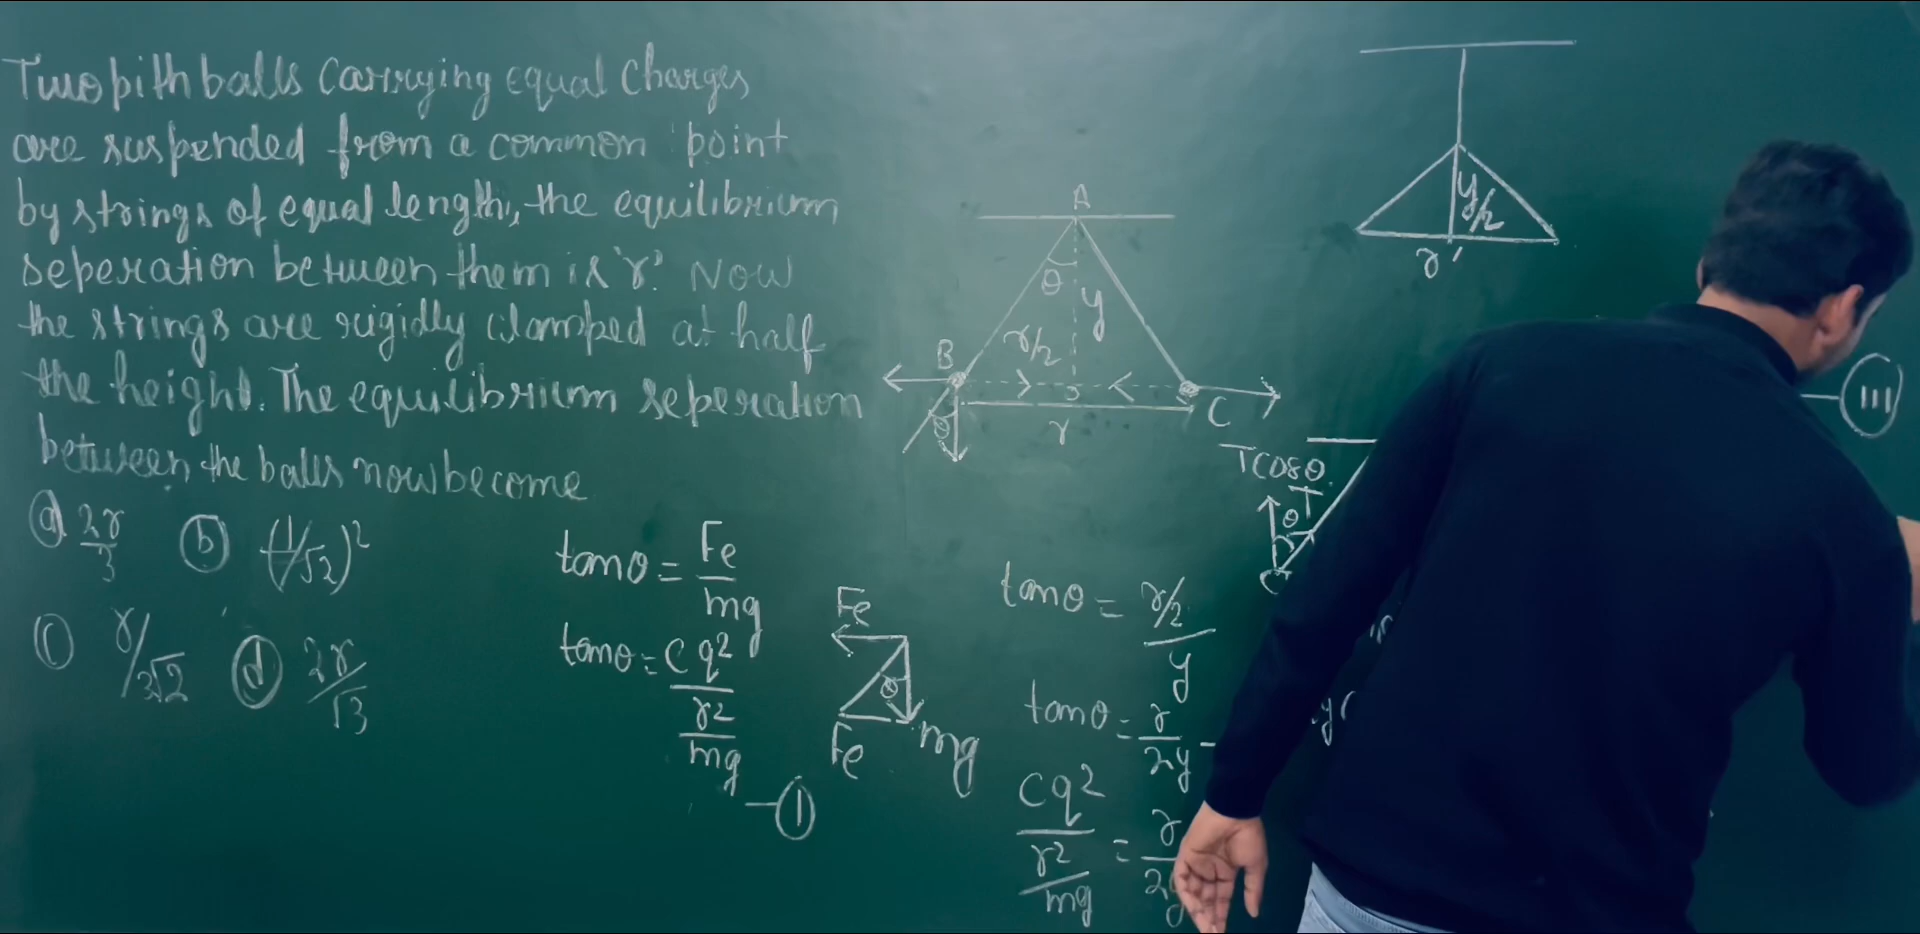 Two pith balls carrying equal charges
are suspended from a common point
by strings of equal length, the equilibrium
seperation between them is 'r'. Now
the strings are rigidly clamped at half
the height. The equilibrium seperation
between the balls now become
(a) 2r/3 (b) (1/√2)²
(c) r/3√2 (d) 2r/√3
tanθ = Fe/mg
tanθ = Cq²/r²/mg
—(1)
Fe
θ
Fe mg
A
θ
y
r/2
B
C
θ
r
tanθ = r/2/y
tanθ = r/2y -
Cq²/r²/mg = r/2y
y/2
r'
—(III)
Tcosθ
T
θ